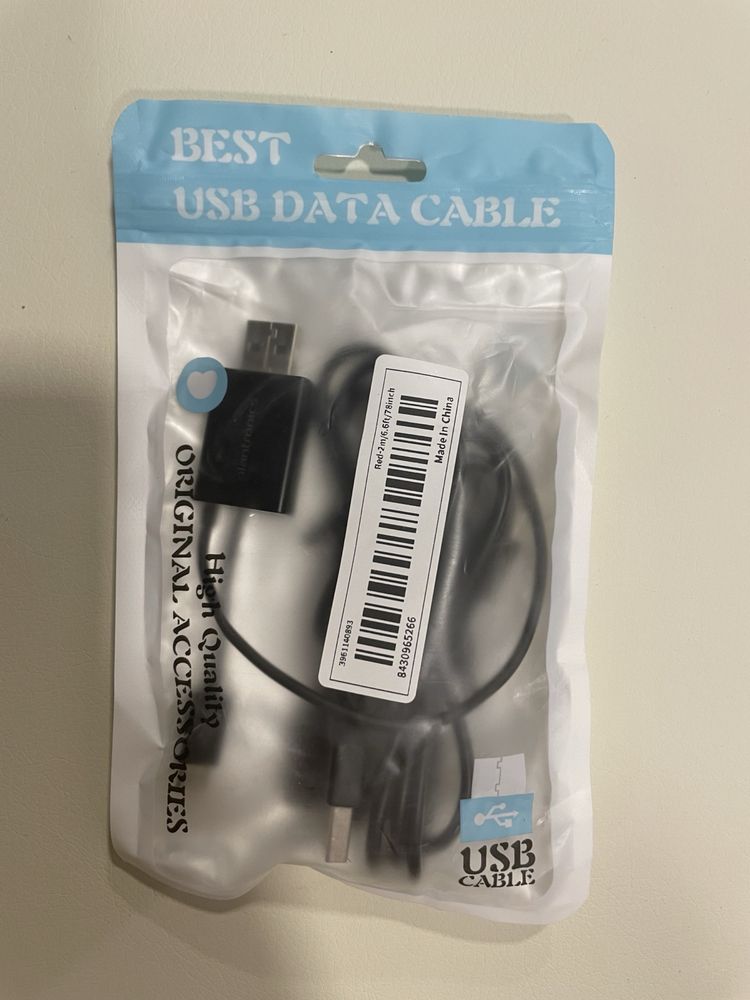 BEST
USB DATA CABLE
Red-2m/6.6ft/78inch
Made In China
3961140893
8430965266
High Quality
ORIGINAL ACCESSORIES
USB
CABLE